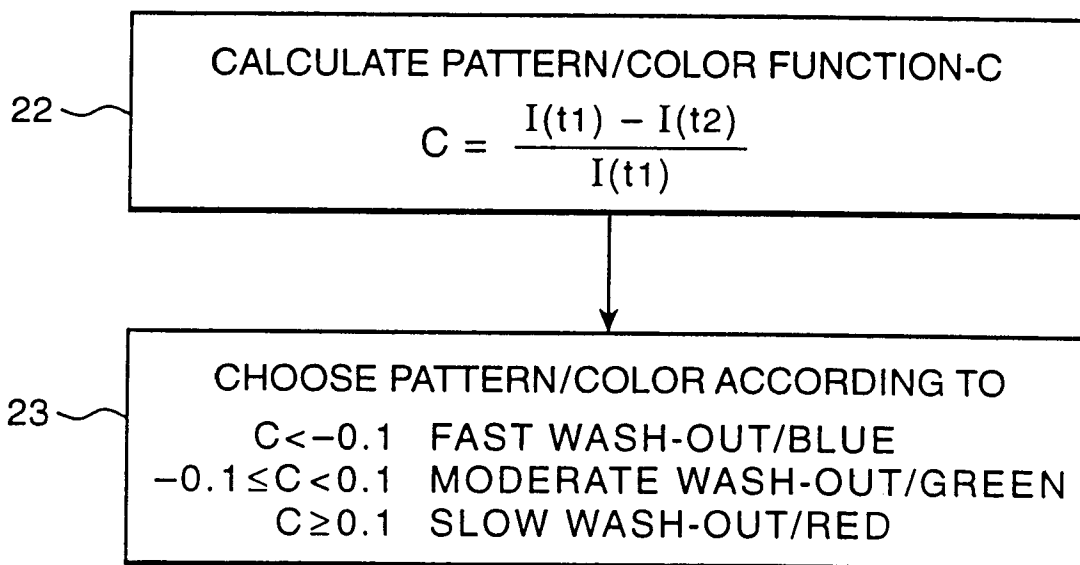 CALCULATE PATTERN/COLOR FUNCTION-C
22
C = I(t1) – I(t2) / I(t1)
CHOOSE PATTERN/COLOR ACCORDING TO
23
C<–0.1 FAST WASH-OUT/BLUE
–0.1≤C<0.1 MODERATE WASH-OUT/GREEN
C≥0.1 SLOW WASH-OUT/RED